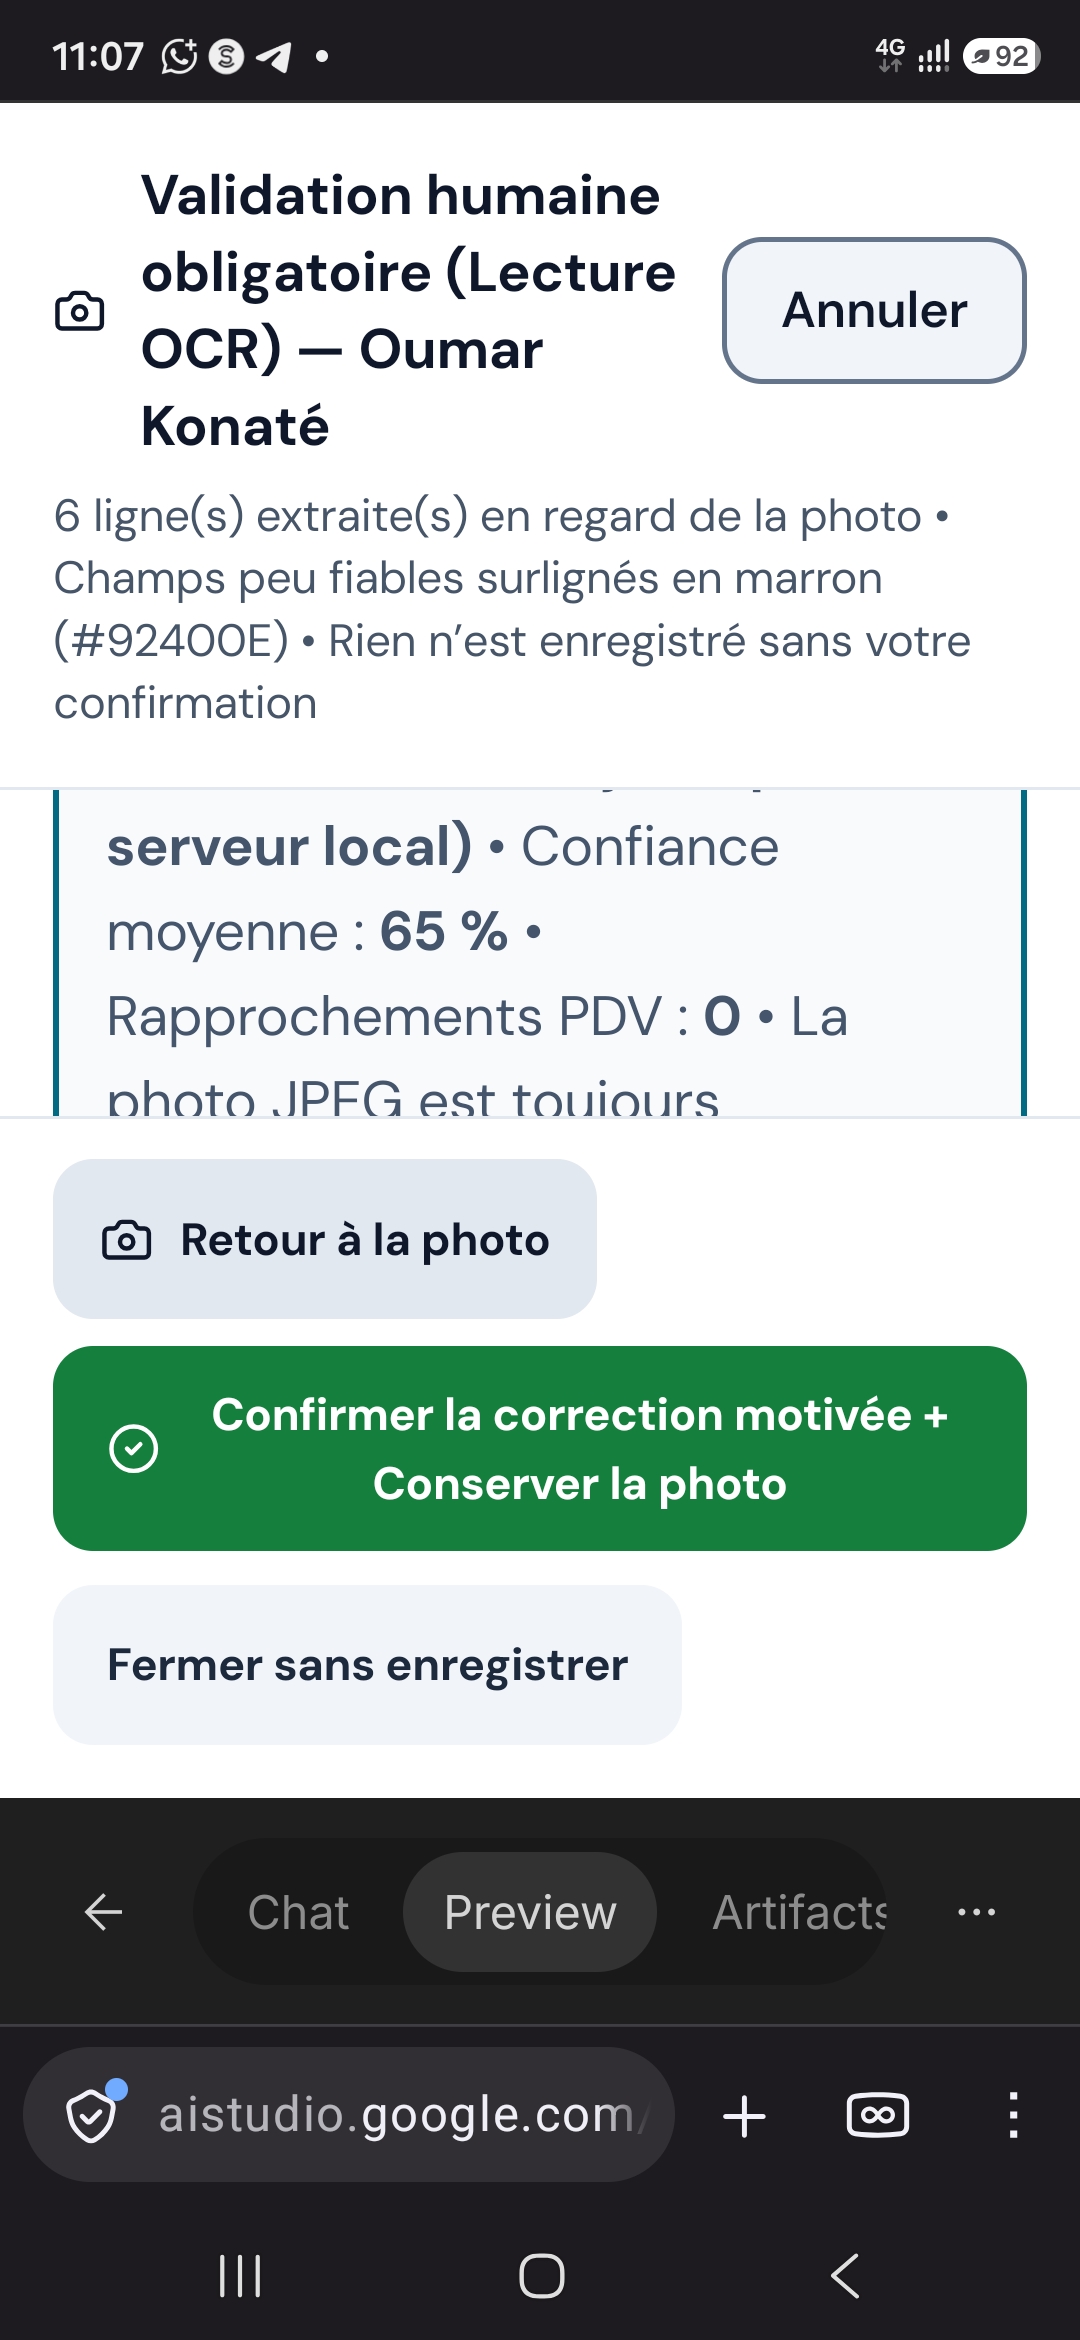 11:07
4G
92
Validation humaine
obligatoire (Lecture
OCR) — Oumar
Konaté
Annuler
6 ligne(s) extraite(s) en regard de la photo •
Champs peu fiables surlignés en marron
(#92400E) • Rien n’est enregistré sans votre
confirmation
serveur local) • Confiance
moyenne : 65 % •
Rapprochements PDV : 0 • La
photo JPEG est toujours
Retour à la photo
Confirmer la correction motivée +
Conserver la photo
Fermer sans enregistrer
Chat
Preview
Artifacts
aistudio.google.com/